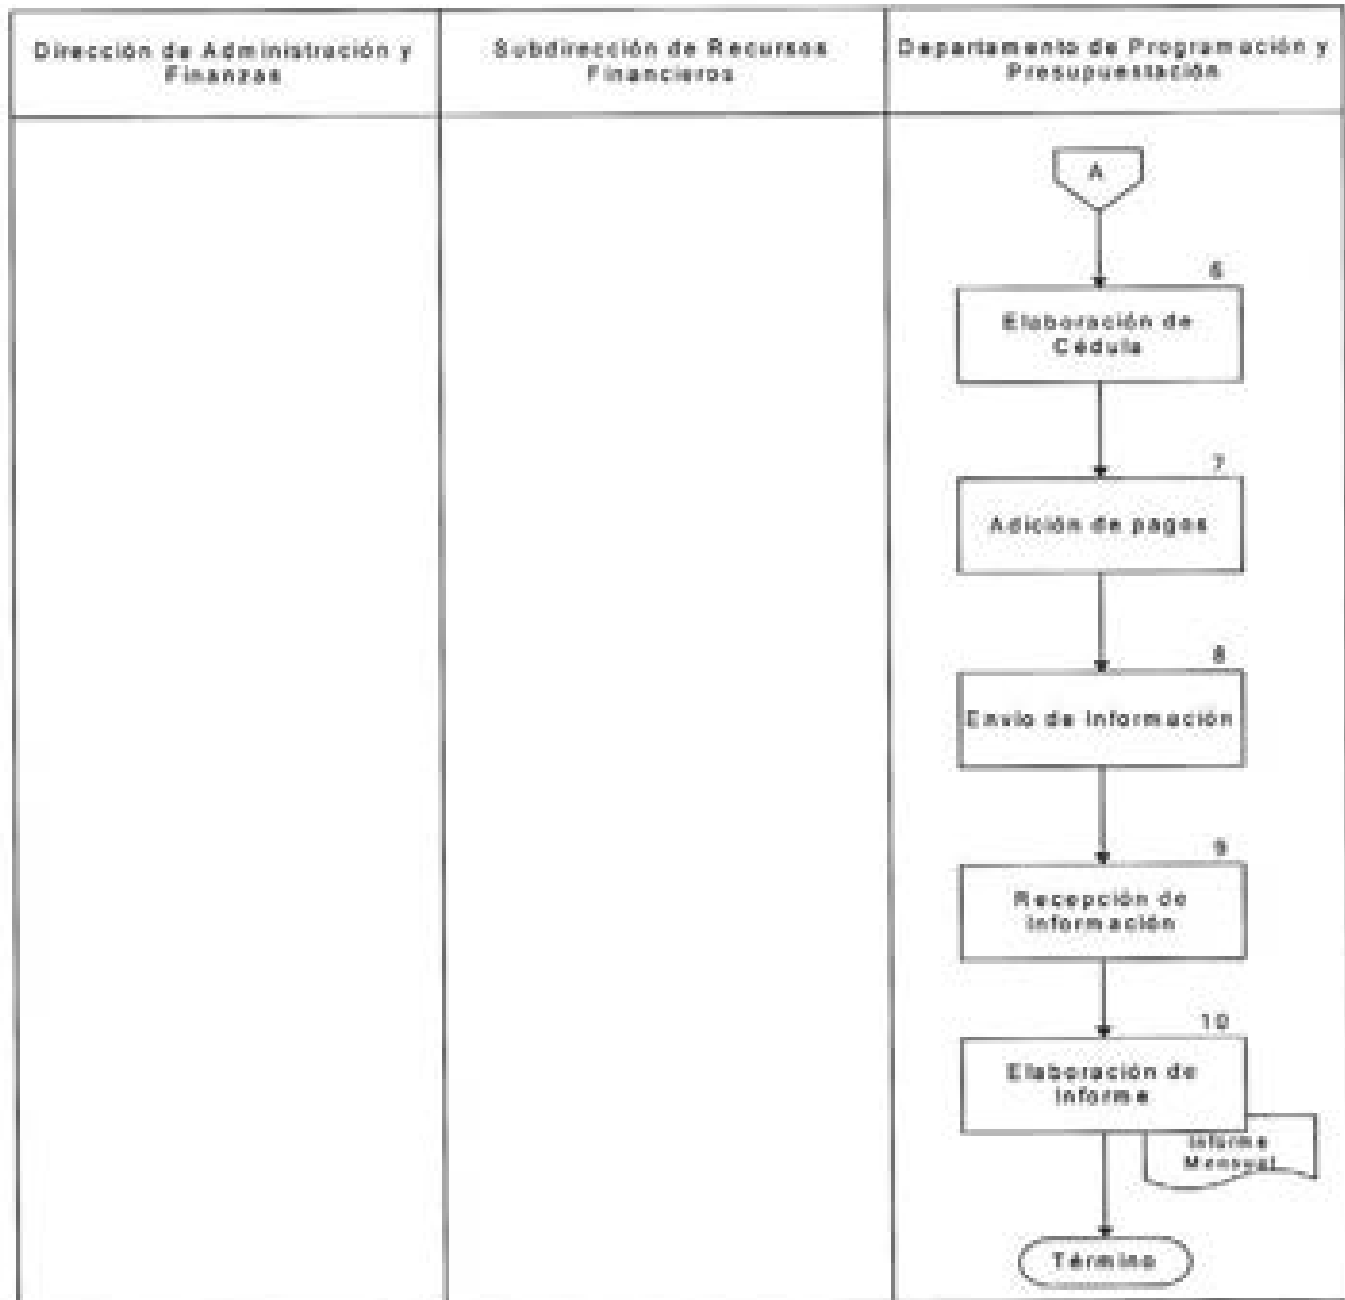 Dirección de Administración y
Finanzas
Subdirección de Recursos
Financieros
Departamento de Programación y
Presupuestación
A
6
Elaboración de
Cédula
7
Adición de pagos
8
Envío de Información
9
Recepción de
Información
10
Elaboración de
Informe
Informe
Mensual
Término